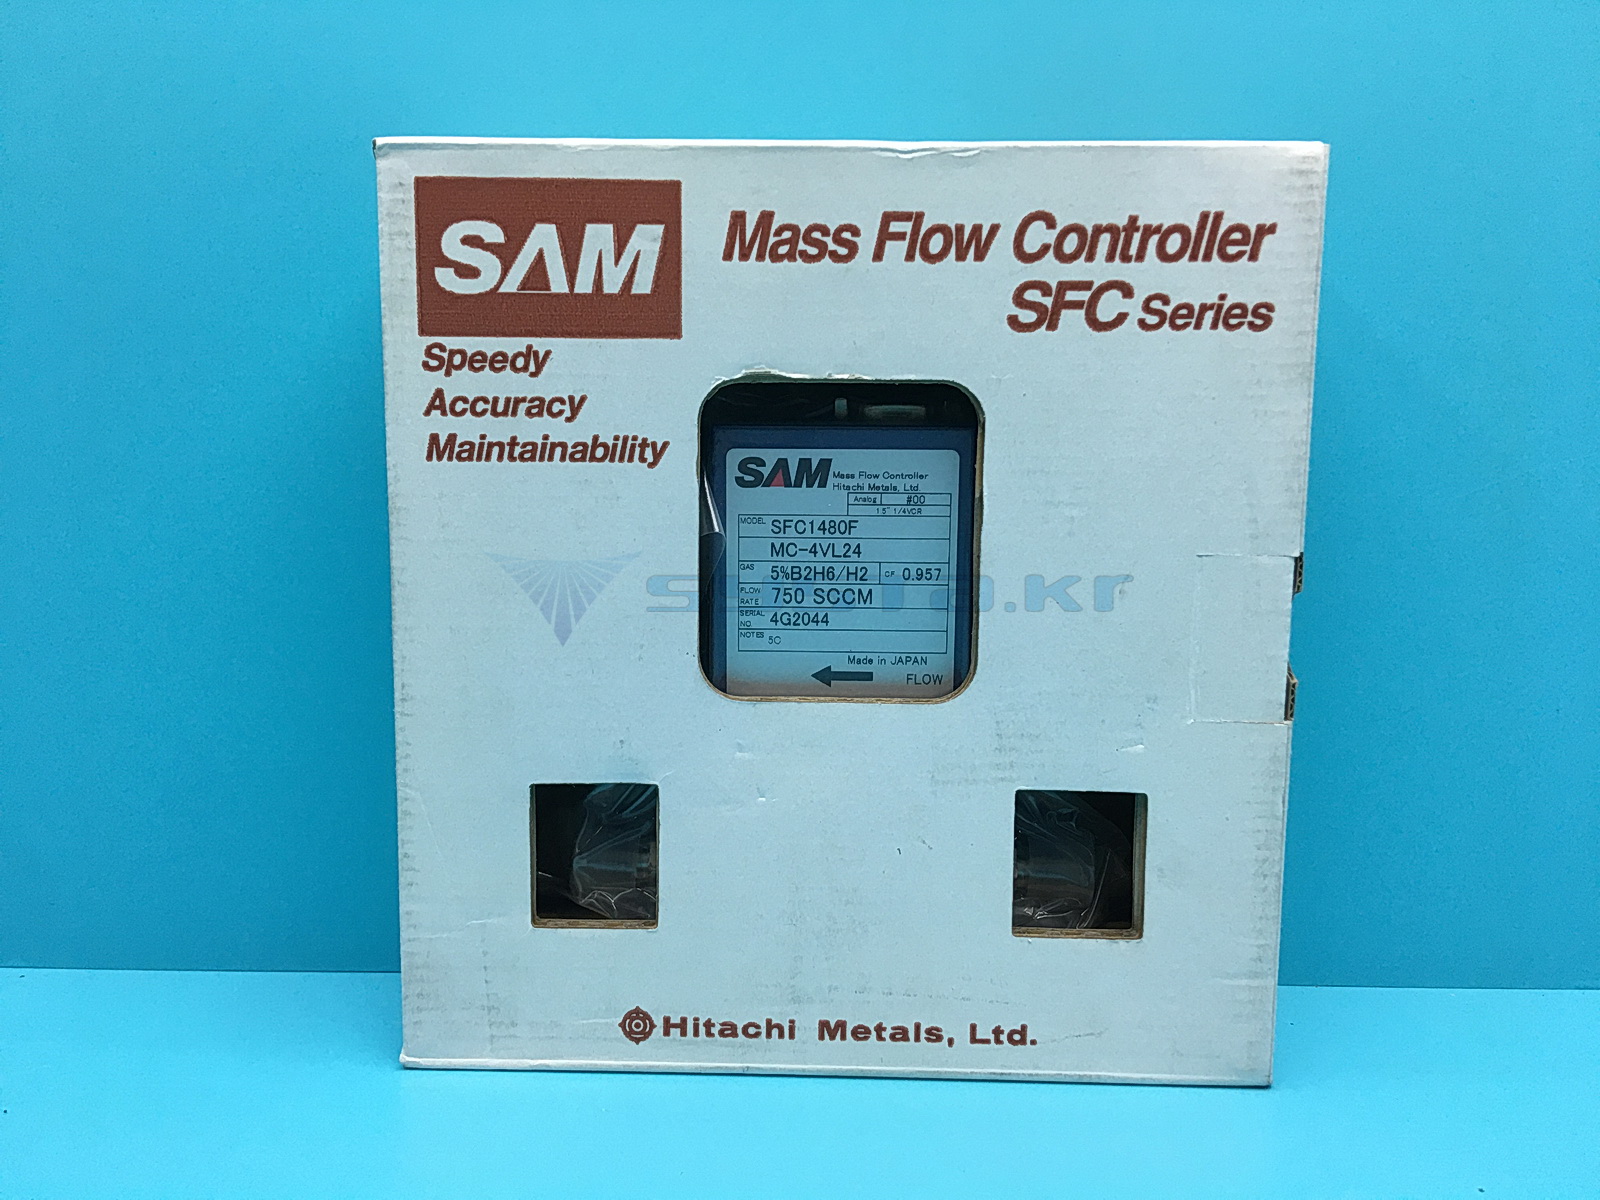 SAM
Mass Flow Controller
SFC Series
Speedy
Accuracy
Maintainability
SAM Mass Flow Controller
Hitachi Metals, Ltd.
Analog #00
1.5" 1/4VCR
MODEL SFC1480F
MC-4VL24
GAS 5%B2H6/H2 CF 0.957
FLOW RATE 750 SCCM
SERIAL NO. 4G2044
NOTES 5C
Made in JAPAN
FLOW
Hitachi Metals, Ltd.